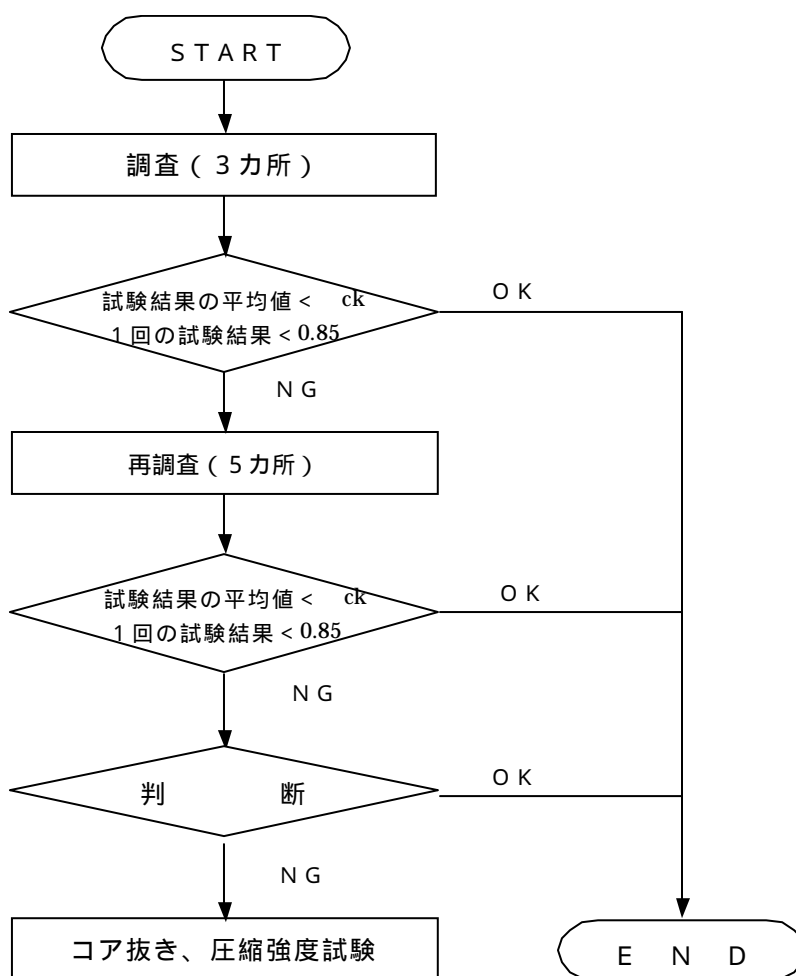 START
調査(3カ所)
試験結果の平均値< ck
1回の試験結果<0.85
OK
NG
再調査(5カ所)
試験結果の平均値< ck
1回の試験結果<0.85
OK
NG
判 断
OK
NG
コア抜き、圧縮強度試験
END